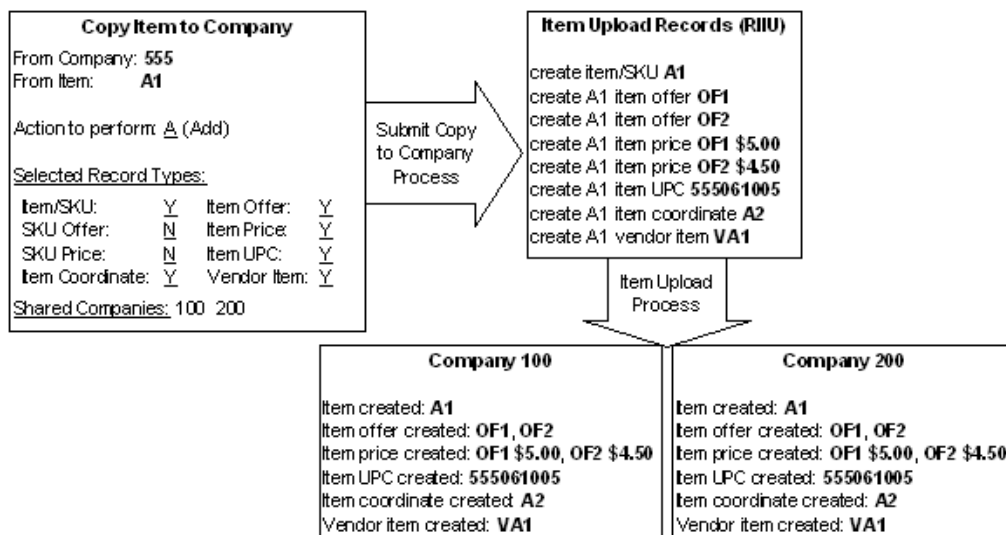 Copy Item to Company
From Company: 555
From Item: A1
Action to perform: A (Add)
Selected Record Types:
Item/SKU: Y Item Offer: Y
SKU Offer: N Item Price: Y
SKU Price: N Item UPC: Y
Item Coordinate: Y Vendor Item: Y
Shared Companies: 100 200
Submit Copy
to Company
Process
Item Upload Records (RIIU)
create item/SKU A1
create A1 item offer OF1
create A1 item offer OF2
create A1 item price OF1 $5.00
create A1 item price OF2 $4.50
create A1 item UPC 555061005
create A1 item coordinate A2
create A1 vendor item VA1
Item Upload
Process
Company 100
Item created: A1
Item offer created: OF1, OF2
Item price created: OF1 $5.00, OF2 $4.50
Item UPC created: 555061005
Item coordinate created: A2
Vendor item created: VA1
Company 200
Item created: A1
Item offer created: OF1, OF2
Item price created: OF1 $5.00, OF2 $4.50
Item UPC created: 555061005
Item coordinate created: A2
Vendor item created: VA1